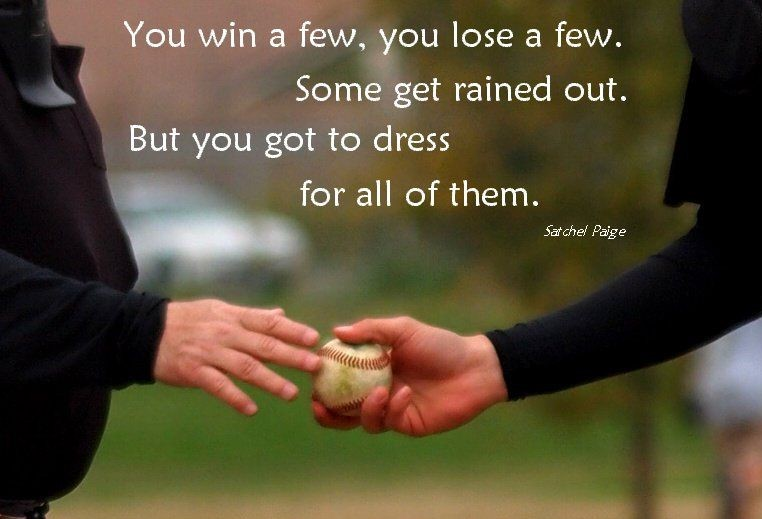 You win a few, you lose a few.
Some get rained out.
But you got to dress
for all of them.
Satchel Paige